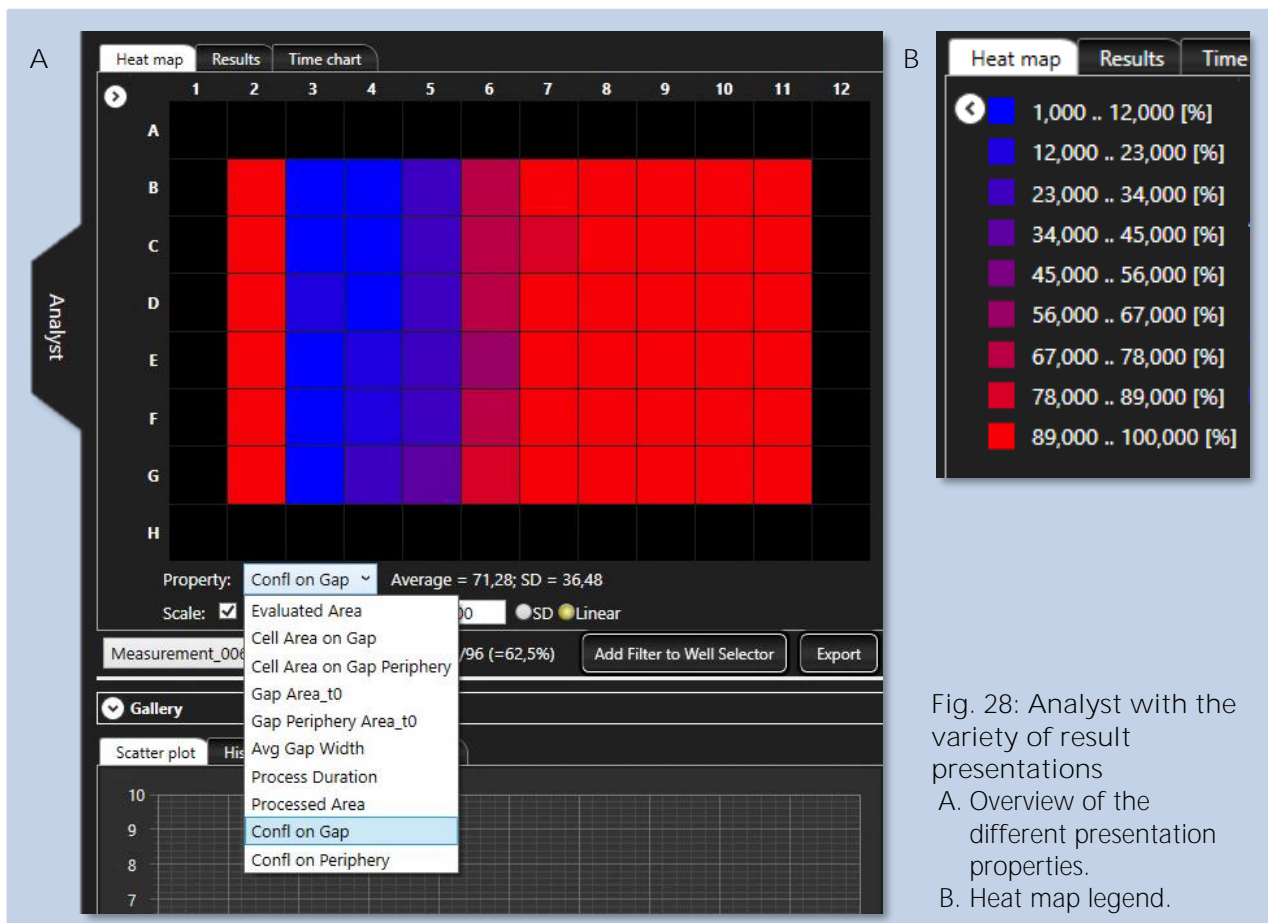 A
Heat map Results Time chart
1 2 3 4 5 6 7 8 9 10 11 12
A
B
C
D
E
F
G
H
Analyst
Property: Confl on Gap Average = 71,28; SD = 36,48
Scale: 00 SD Linear
Evaluated Area
Cell Area on Gap
Cell Area on Gap Periphery
Gap Area_t0
Gap Periphery Area_t0
Avg Gap Width
Process Duration
Processed Area
Confl on Gap
Confl on Periphery
Measurement_006 /96 (=62,5%) Add Filter to Well Selector Export
Gallery
Scatter plot His
10
9
8
7
B
Heat map Results Time
1,000 .. 12,000 [%]
12,000 .. 23,000 [%]
23,000 .. 34,000 [%]
34,000 .. 45,000 [%]
45,000 .. 56,000 [%]
56,000 .. 67,000 [%]
67,000 .. 78,000 [%]
78,000 .. 89,000 [%]
89,000 .. 100,000 [%]
Fig. 28: Analyst with the
variety of result
presentations
A. Overview of the
different presentation
properties.
B. Heat map legend.